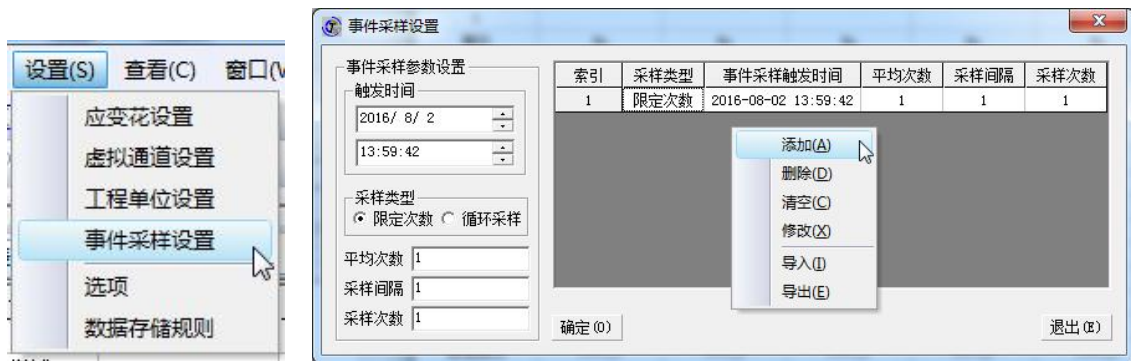 设置(S) 查看(C) 窗口(V
应变花设置
虚拟通道设置
工程单位设置
事件采样设置
选项
数据存储规则
事件采样设置
事件采样参数设置
触发时间
2016/ 8/ 2
13:59:42
采样类型
限定次数 循环采样
平均次数 1
采样间隔 1
采样次数 1
索引 采样类型 事件采样触发时间 平均次数 采样间隔 采样次数
1 限定次数 2016-08-02 13:59:42 1 1 1
添加(A)
删除(D)
清空(C)
修改(X)
导入(I)
导出(E)
确定(O) 退出(E)